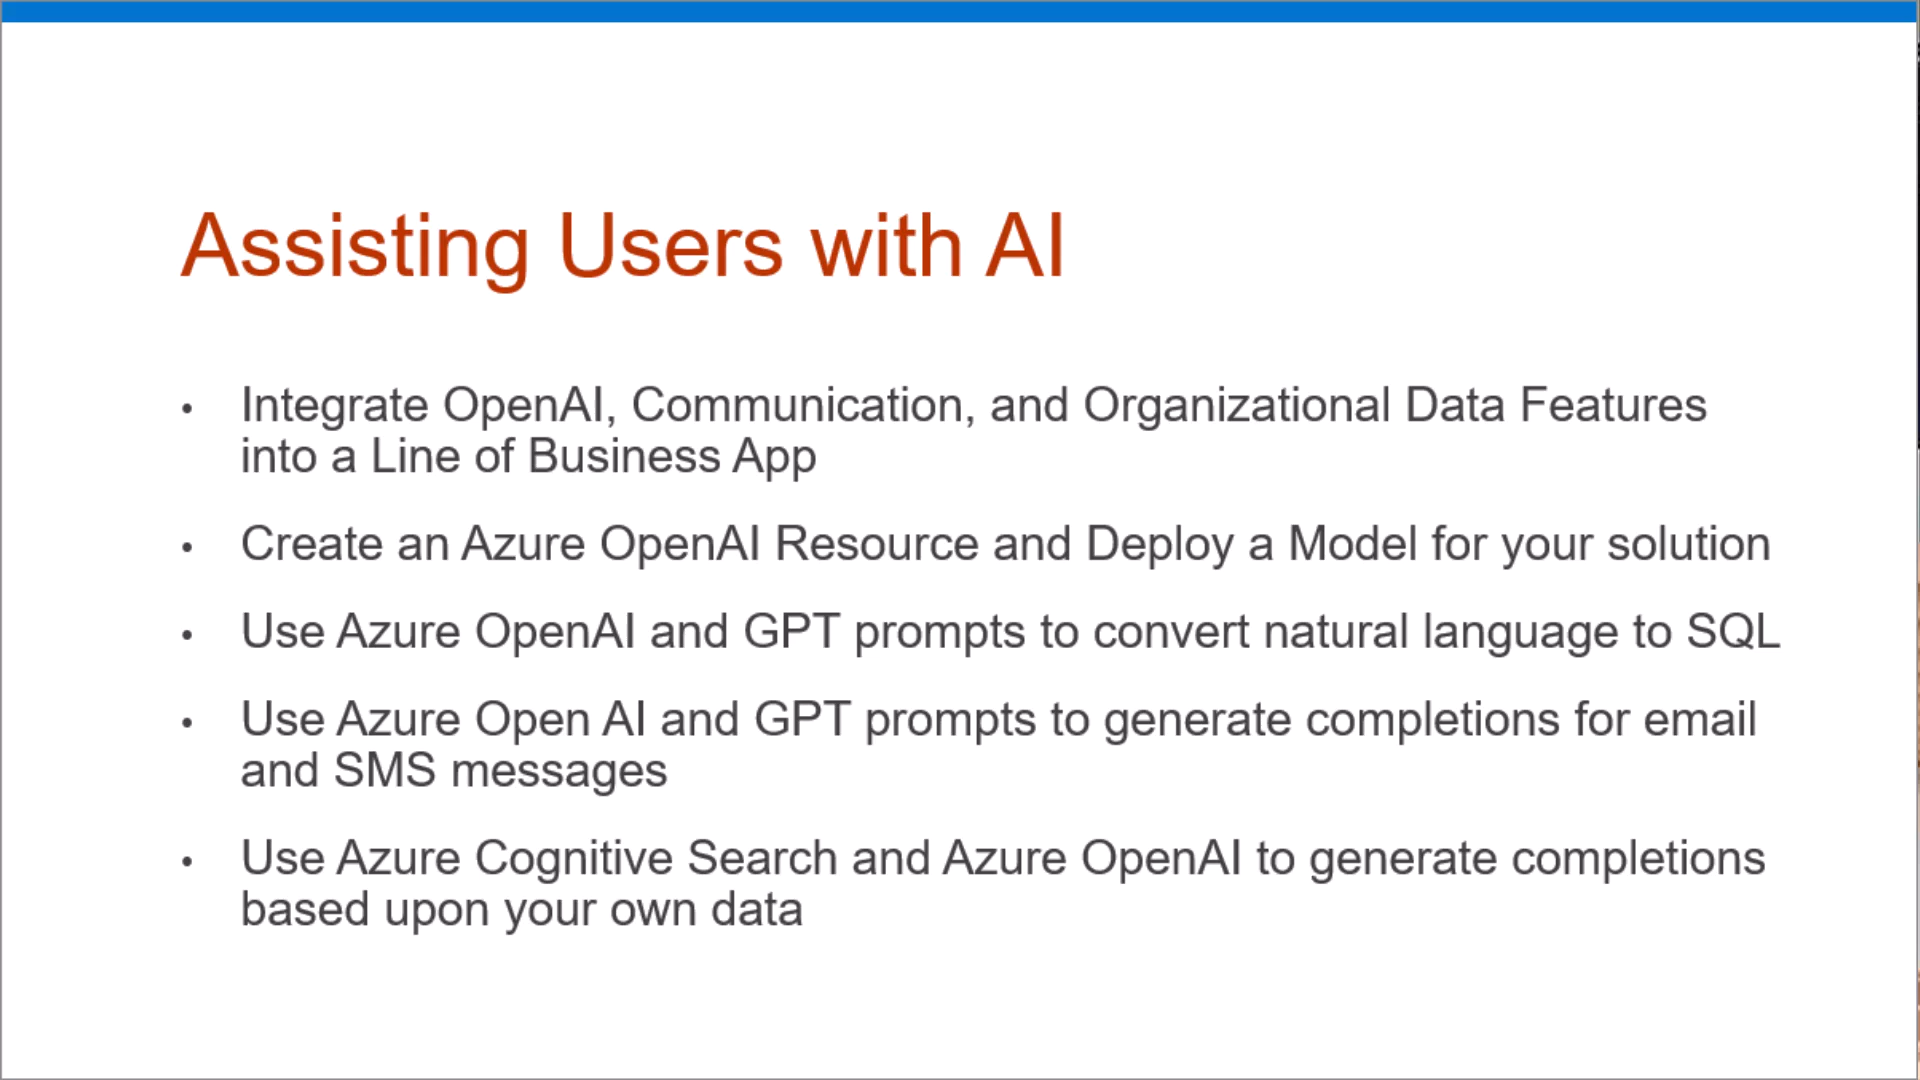 Assisting Users with AI
• Integrate OpenAI, Communication, and Organizational Data Features
into a Line of Business App
• Create an Azure OpenAI Resource and Deploy a Model for your solution
• Use Azure OpenAI and GPT prompts to convert natural language to SQL
• Use Azure Open AI and GPT prompts to generate completions for email
and SMS messages
• Use Azure Cognitive Search and Azure OpenAI to generate completions
based upon your own data